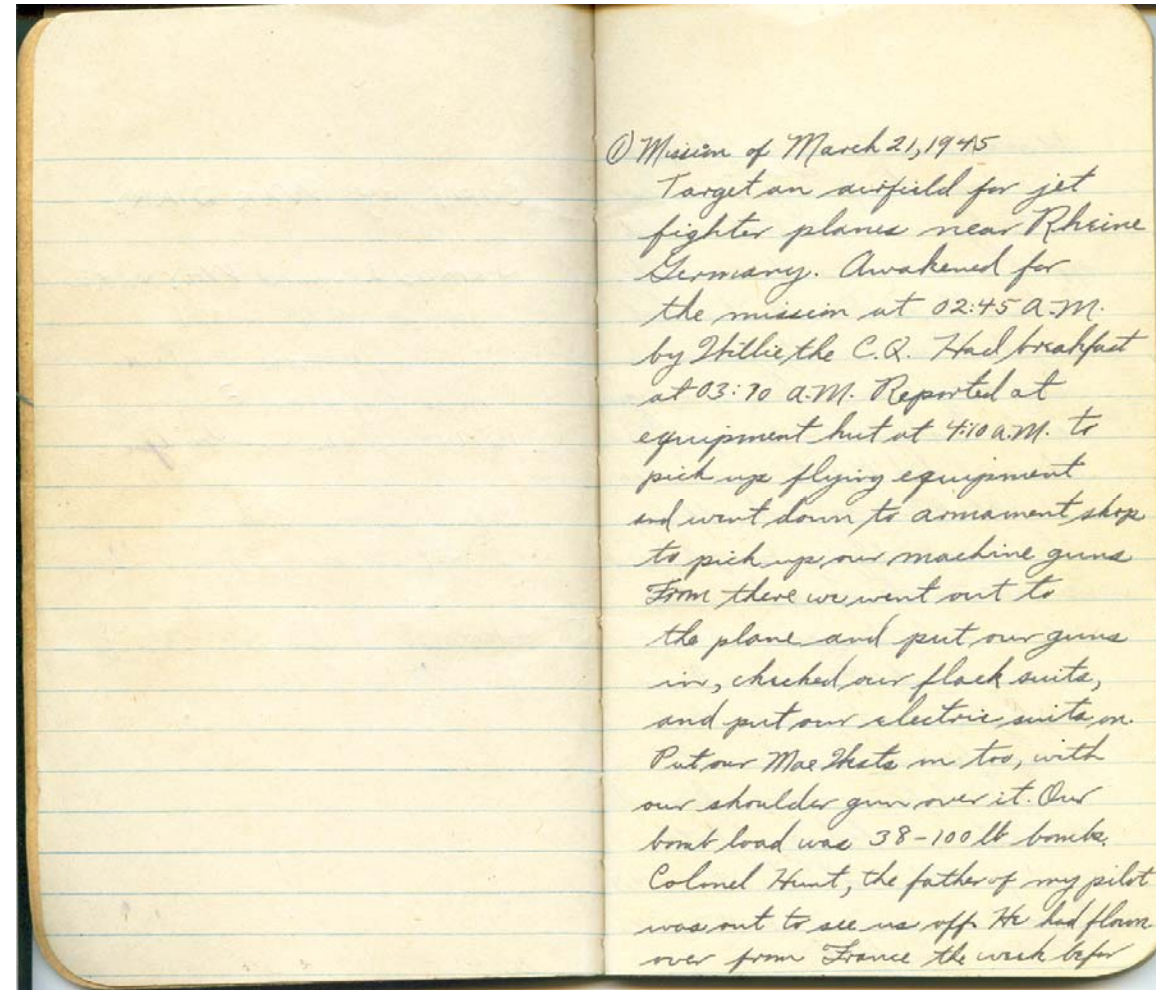 ① Mission of March 21, 1945
Target an airfield for jet
fighter planes near Rheine
Germany. Awakened for
the mission at 02:45 A.M.
by Willie, the C.Q. Had breakfast
at 03:10 A.M. Reported at
equipment hut at 4:10 A.M. to
pick up flying equipment
and went down to armament shop
to pick up our machine guns
From there we went out to
the plane and put our guns
in, checked our flack suits,
and put our electric suits on.
Put our Mae Wests on too, with
our shoulder gun over it. Our
bomb load was 38-100 lb bombs.
Colonel Hunt, the father of my pilot
was out to see us off. He had flown
over from France the week befor